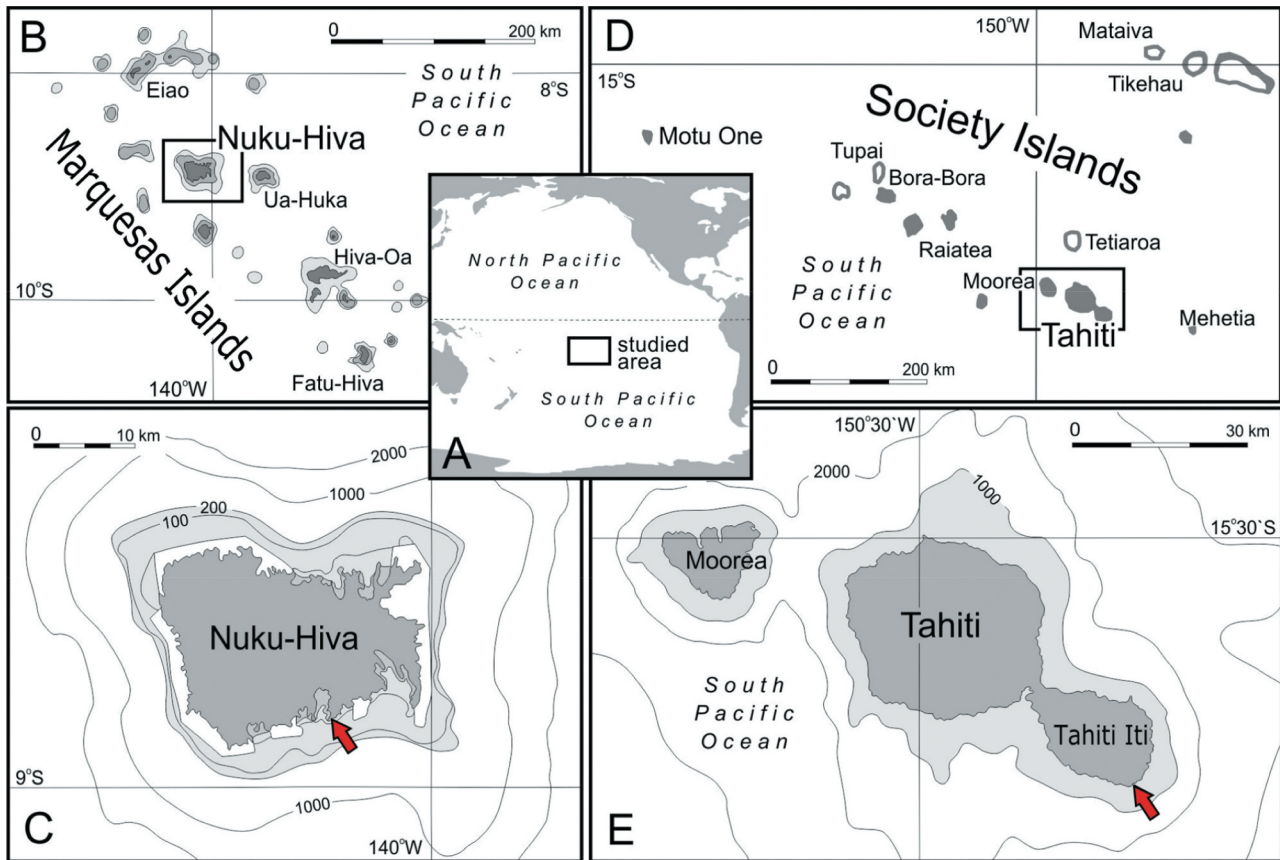 B
0
200 km
South
Pacific
Ocean
8°S
Eiao
Nuku-Hiva
Ua-Huka
Marquesas Islands
Hiva-Oa
10°S
Fatu-Hiva
140°W
D
150°W
Mataiva
15°S
Tikehau
Society Islands
Motu One
Tupai
Bora-Bora
Raiatea
Tetiaroa
South
Pacific
Ocean
Moorea
Mehetia
Tahiti
0
200 km
North Pacific
Ocean
studied
area
South Pacific
Ocean
A
0
10 km
2000
1000
200
100
Nuku-Hiva
9°S
1000
C
140°W
150°30`W
0
30 km
2000
1000
15°30`S
Moorea
Tahiti
South
Pacific
Ocean
Tahiti Iti
E